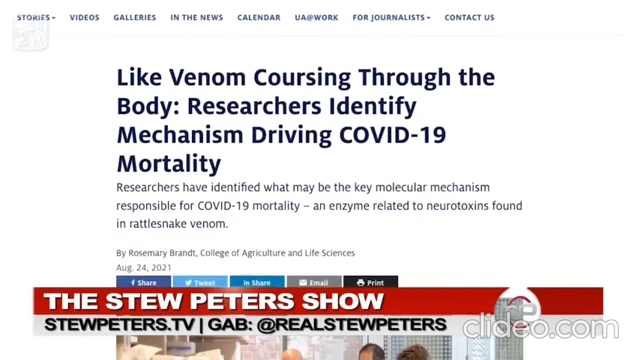 STORIES VIDEOS GALLERIES IN THE NEWS CALENDAR UA@WORK FOR JOURNALISTS CONTACT US
Like Venom Coursing Through the
Body: Researchers Identify
Mechanism Driving COVID-19
Mortality
Researchers have identified what may be the key molecular mechanism
responsible for COVID-19 mortality – an enzyme related to neurotoxins found
in rattlesnake venom.
By Rosemary Brandt, College of Agriculture and Life Sciences
Aug. 24, 2021
Share Tweet Share Email Print
THE STEW PETERS SHOW
STEWPETERS.TV | GAB: @REALSTEWPETERS
clideo.com